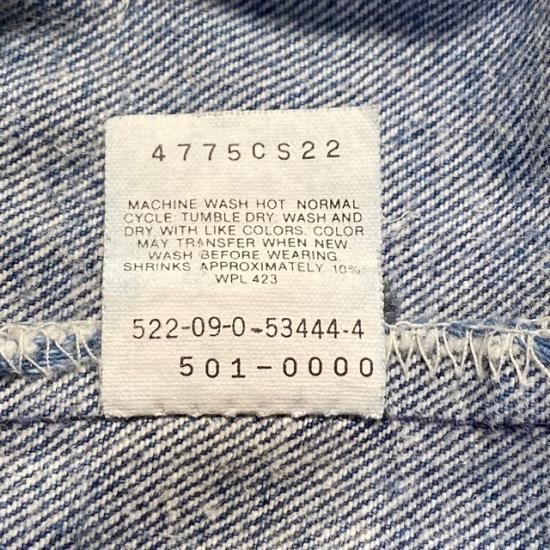 4775CS22
MACHINE WASH HOT NORMAL
CYCLE TUMBLE DRY. WASH AND
DRY WITH LIKE COLORS. COLOR
MAY TRANSFER WHEN NEW
WASH BEFORE WEARING
SHRINKS APPROXIMATELY 10%.
WPL 423
522-09-0-53444-4
501-0000